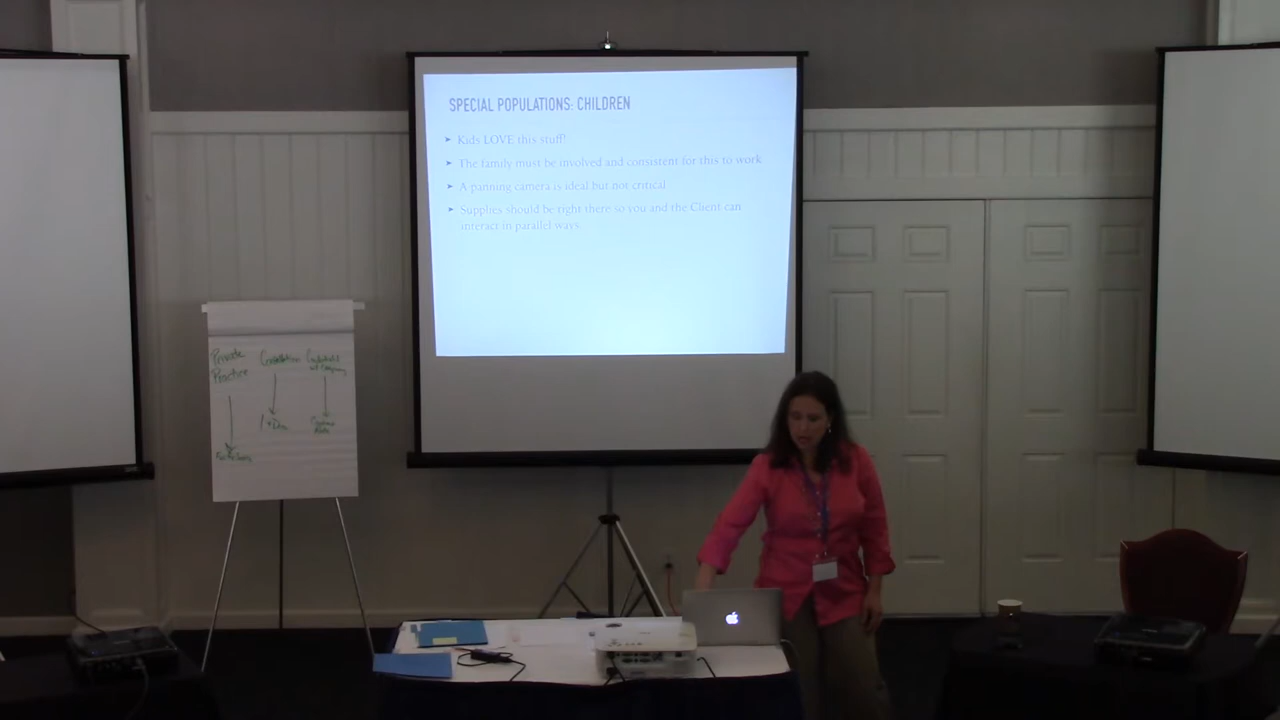 SPECIAL POPULATIONS: CHILDREN
➤ Kids LOVE this stuff!
➤ The family must be involved and consistent for this to work
➤ A panning camera is ideal but not critical
➤ Supplies should be right there so you and the Client can
interact in parallel ways
Private
Practice